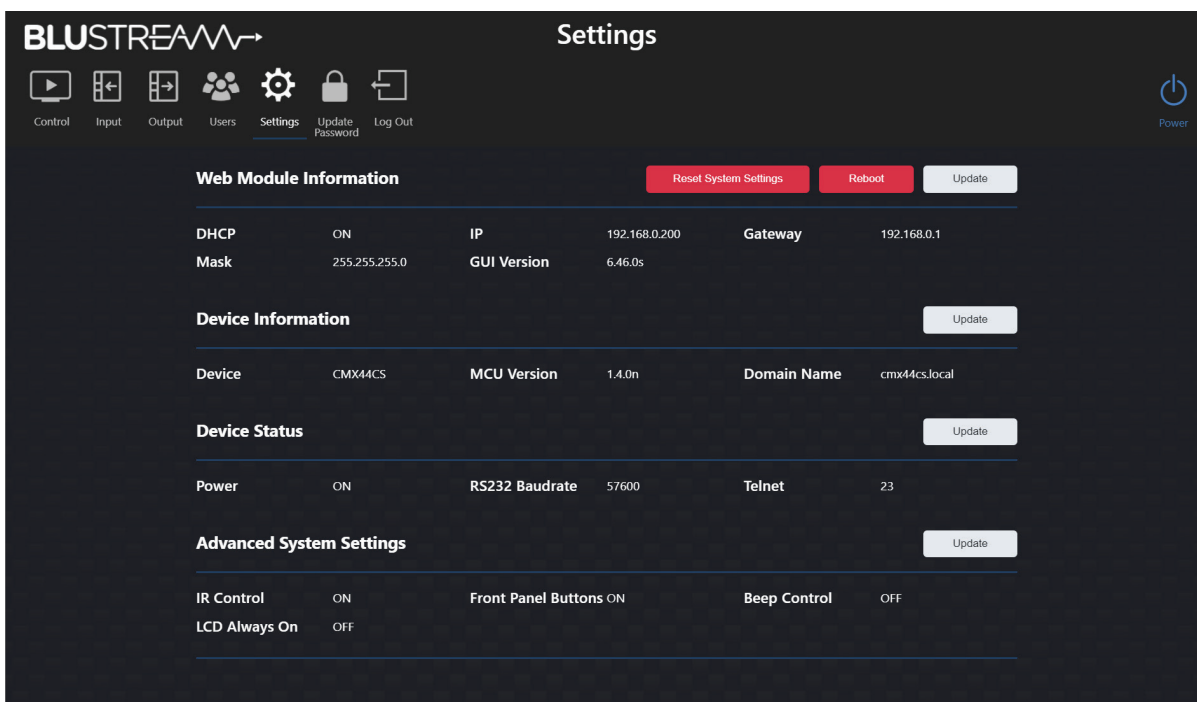 BLUSTREAM
Settings
Control Input Output Users Settings Update Password Log Out
Power
Web Module Information Reset System Settings Reboot Update
DHCP ON IP 192.168.0.200 Gateway 192.168.0.1
Mask 255.255.255.0 GUI Version 6.46.0s
Device Information Update
Device CMX44CS MCU Version 1.4.0n Domain Name cmx44cs.local
Device Status Update
Power ON RS232 Baudrate 57600 Telnet 23
Advanced System Settings Update
IR Control ON Front Panel Buttons ON Beep Control OFF
LCD Always On OFF